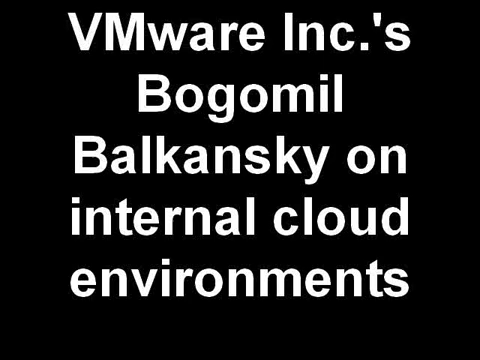 VMware Inc.'s
Bogomil
Balkansky on
internal cloud
environments